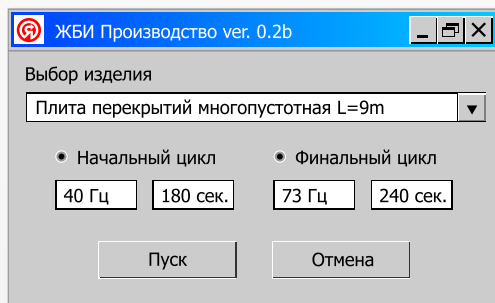 ЖБИ Производство ver. 0.2b
Выбор изделия
Плита перекрытий многопустотная L=9m
Начальный цикл Финальный цикл
40 Гц 180 сек. 73 Гц 240 сек.
Пуск Отмена